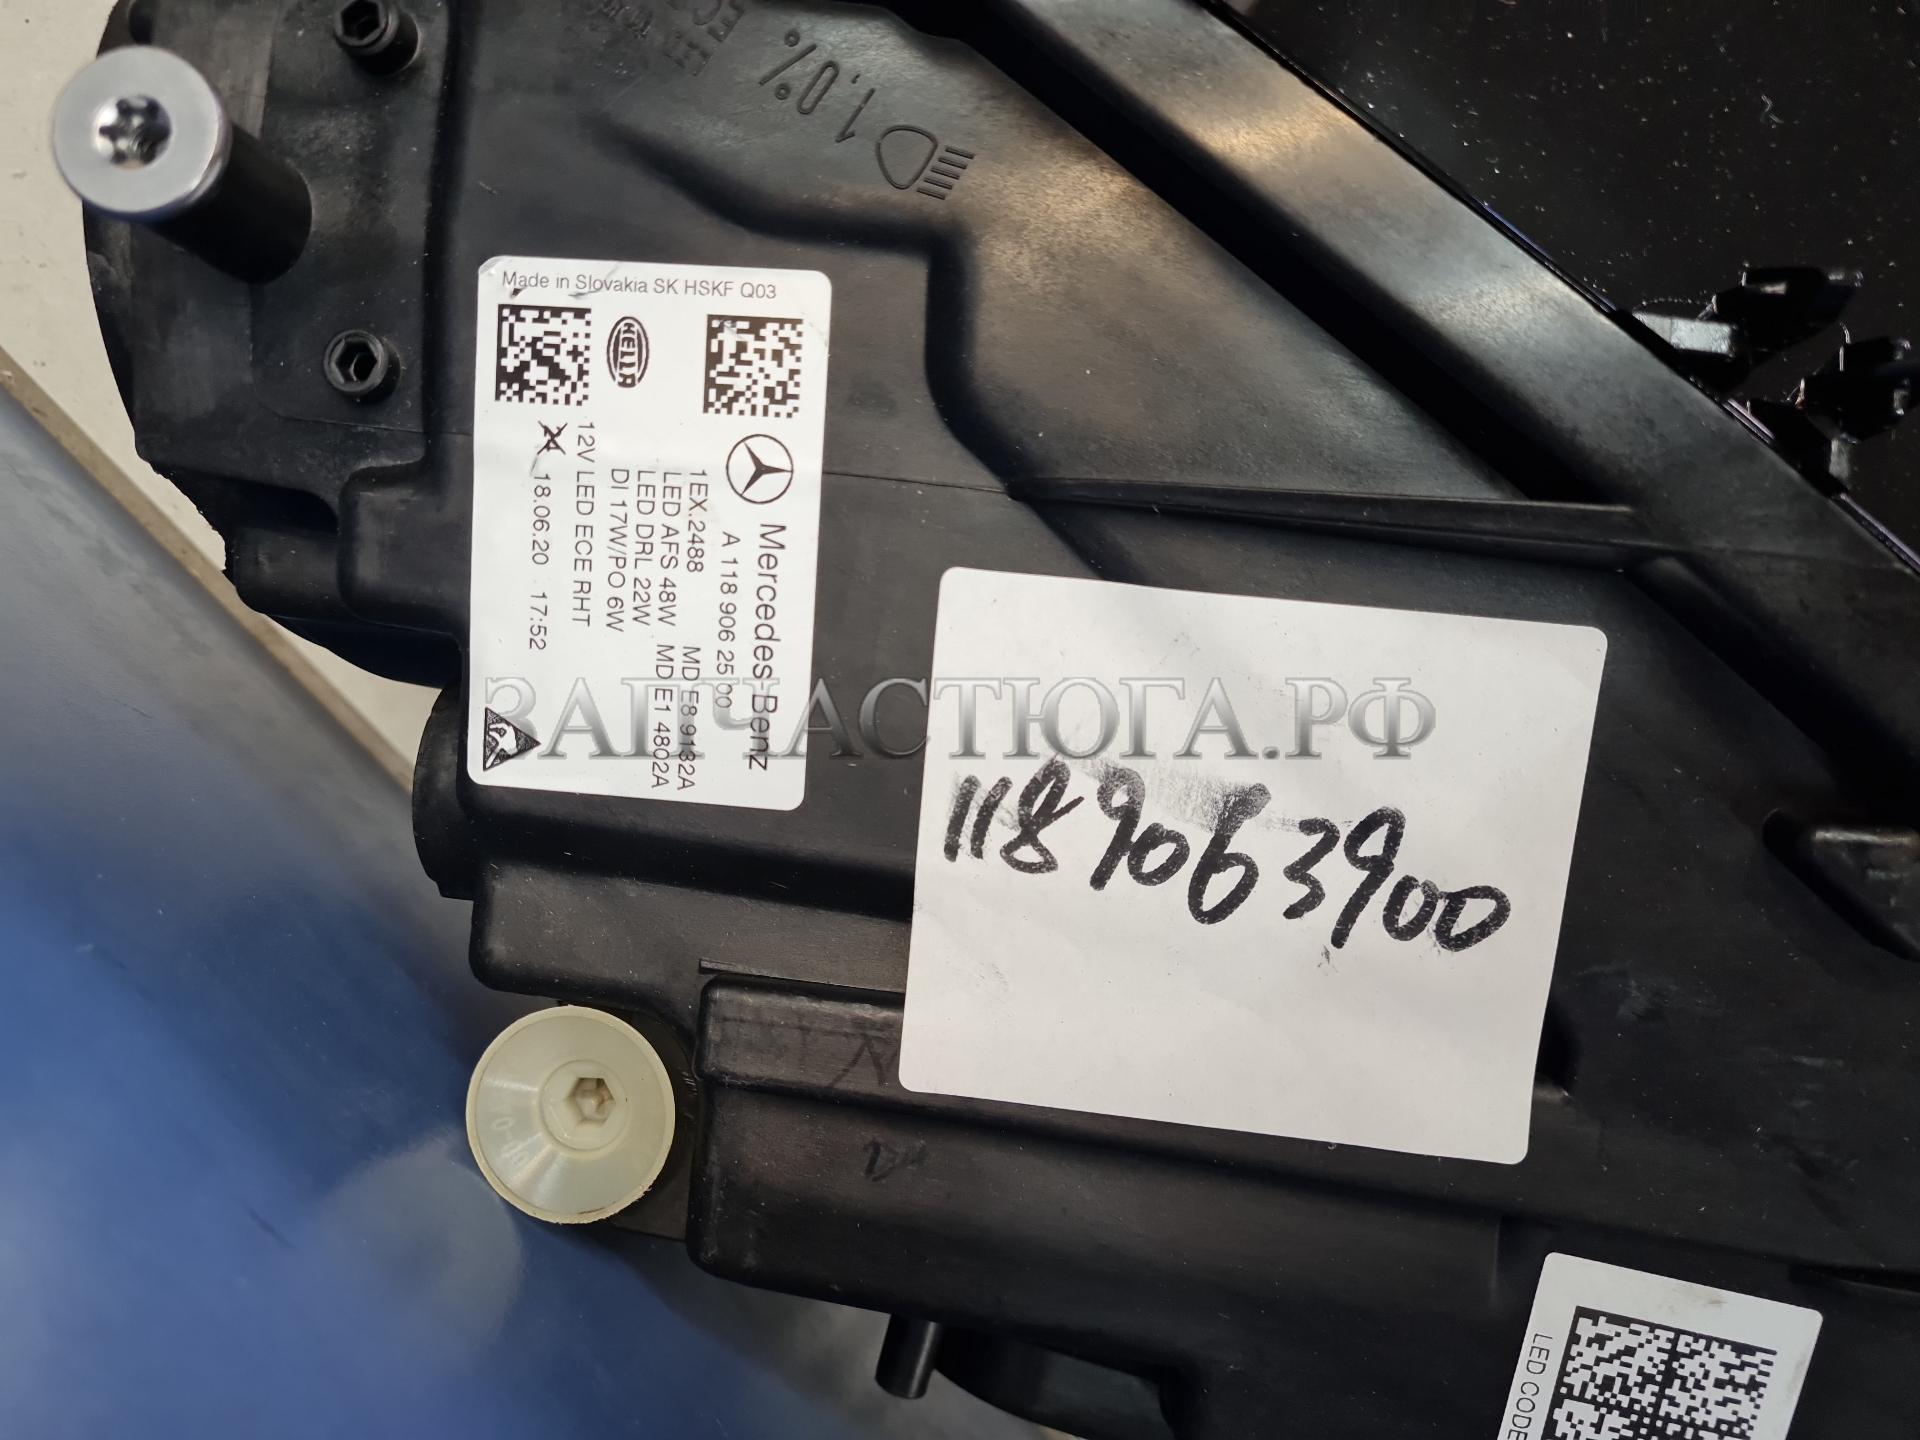 1.0%
Made in Slovakia SK HSKF Q03
HELLA
Mercedes-Benz
A 118 906 25 00
1EX.2488 MD E8 9182A
LED AFS 48W MD E1 4802A
LED DRL 22W
DI 17W/PO 6W
12V LED ECE RHT
18.06.20 17:52
ЗАПЧАСТЮГА.РФ
1189063900
LED CODE